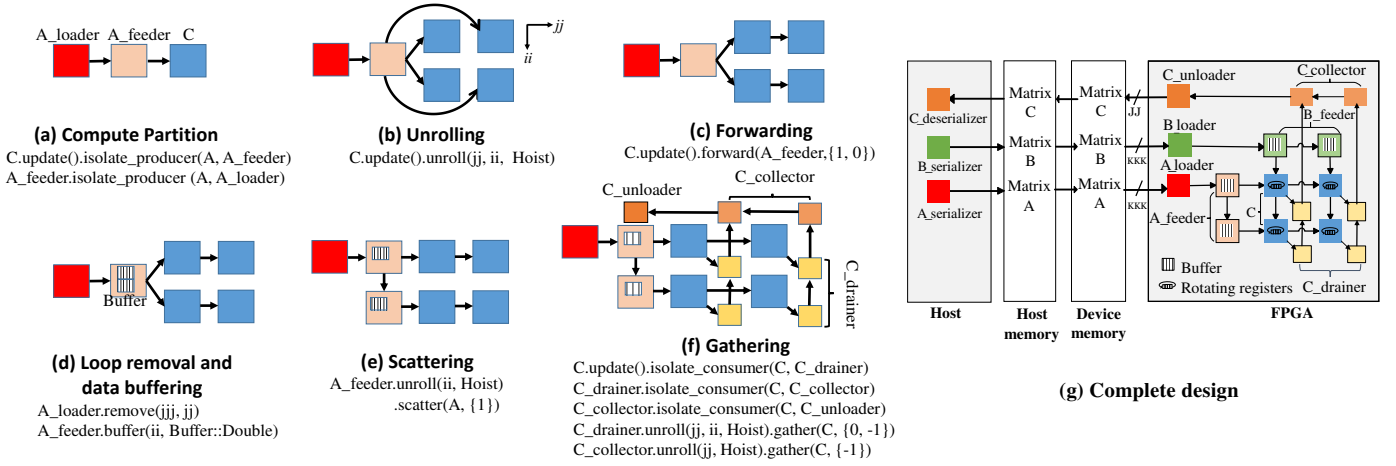 A_loader
A_feeder
C
(a) Compute Partition
C.update().isolate_producer(A, A_feeder)
A_feeder.isolate_producer (A, A_loader)
jj
ii
(b) Unrolling
C.update().unroll(jj, ii, Hoist)
(c) Forwarding
C.update().forward(A_feeder,{1, 0})
Buffer
(d) Loop removal and
data buffering
A_loader.remove(jjj, jj)
A_feeder.buffer(ii, Buffer::Double)
(e) Scattering
A_feeder.unroll(ii, Hoist)
.scatter(A, {1})
C_unloader
C_collector
C_drainer
(f) Gathering
C.update().isolate_consumer(C, C_drainer)
C_drainer.isolate_consumer(C, C_collector)
C_collector.isolate_consumer(C, C_unloader)
C_drainer.unroll(jj, ii, Hoist).gather(C, {0, -1})
C_collector.unroll(jj, Hoist).gather(C, {-1})
C_deserializer
B_serializer
A_serializer
Host
Matrix
C
Matrix
B
Matrix
A
Host
memory
Matrix
C
Matrix
B
Matrix
A
Device
memory
JJ
KKK
KKK
C_unloader
C_collector
B_feeder
B_loader
A_loader
A_feeder
C
Buffer
Rotating registers
C_drainer
FPGA
(g) Complete design